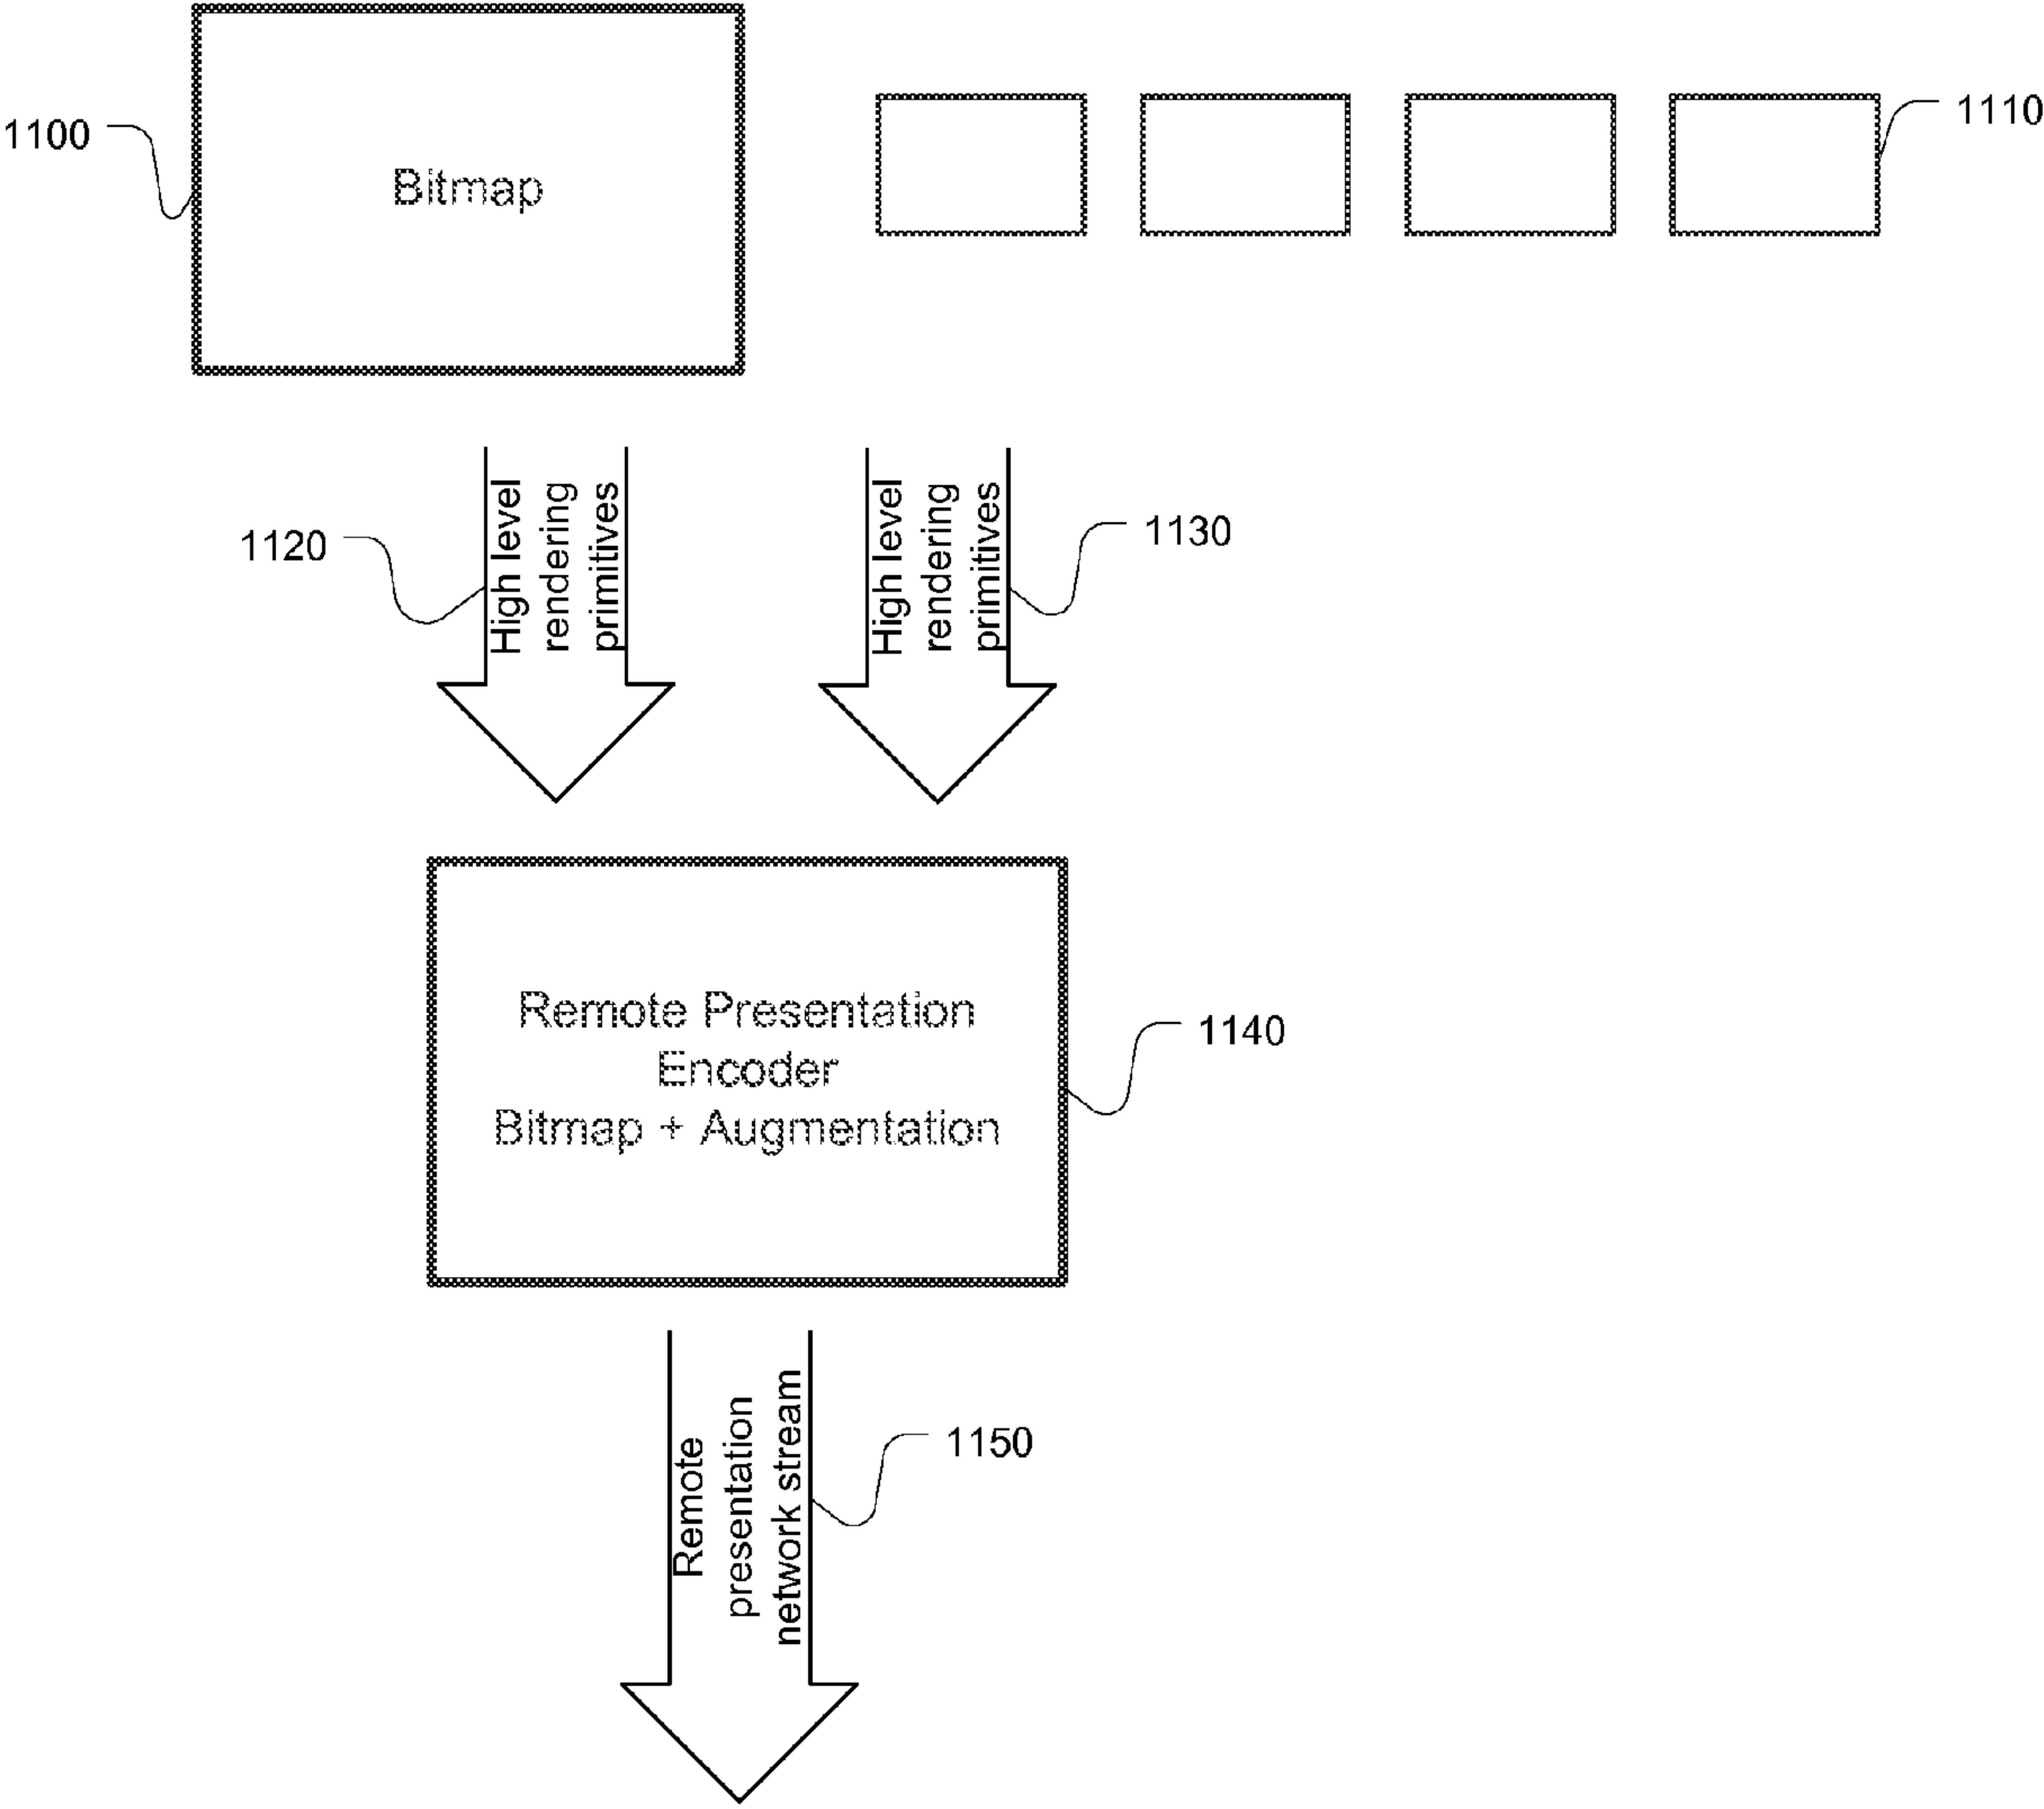 1100
Bitmap
1110
1120
High level
rendering
primitives
High level
rendering
primitives
1130
Remote Presentation
Encoder
Bitmap + Augmentation
1140
Remote
presentation
network stream
1150